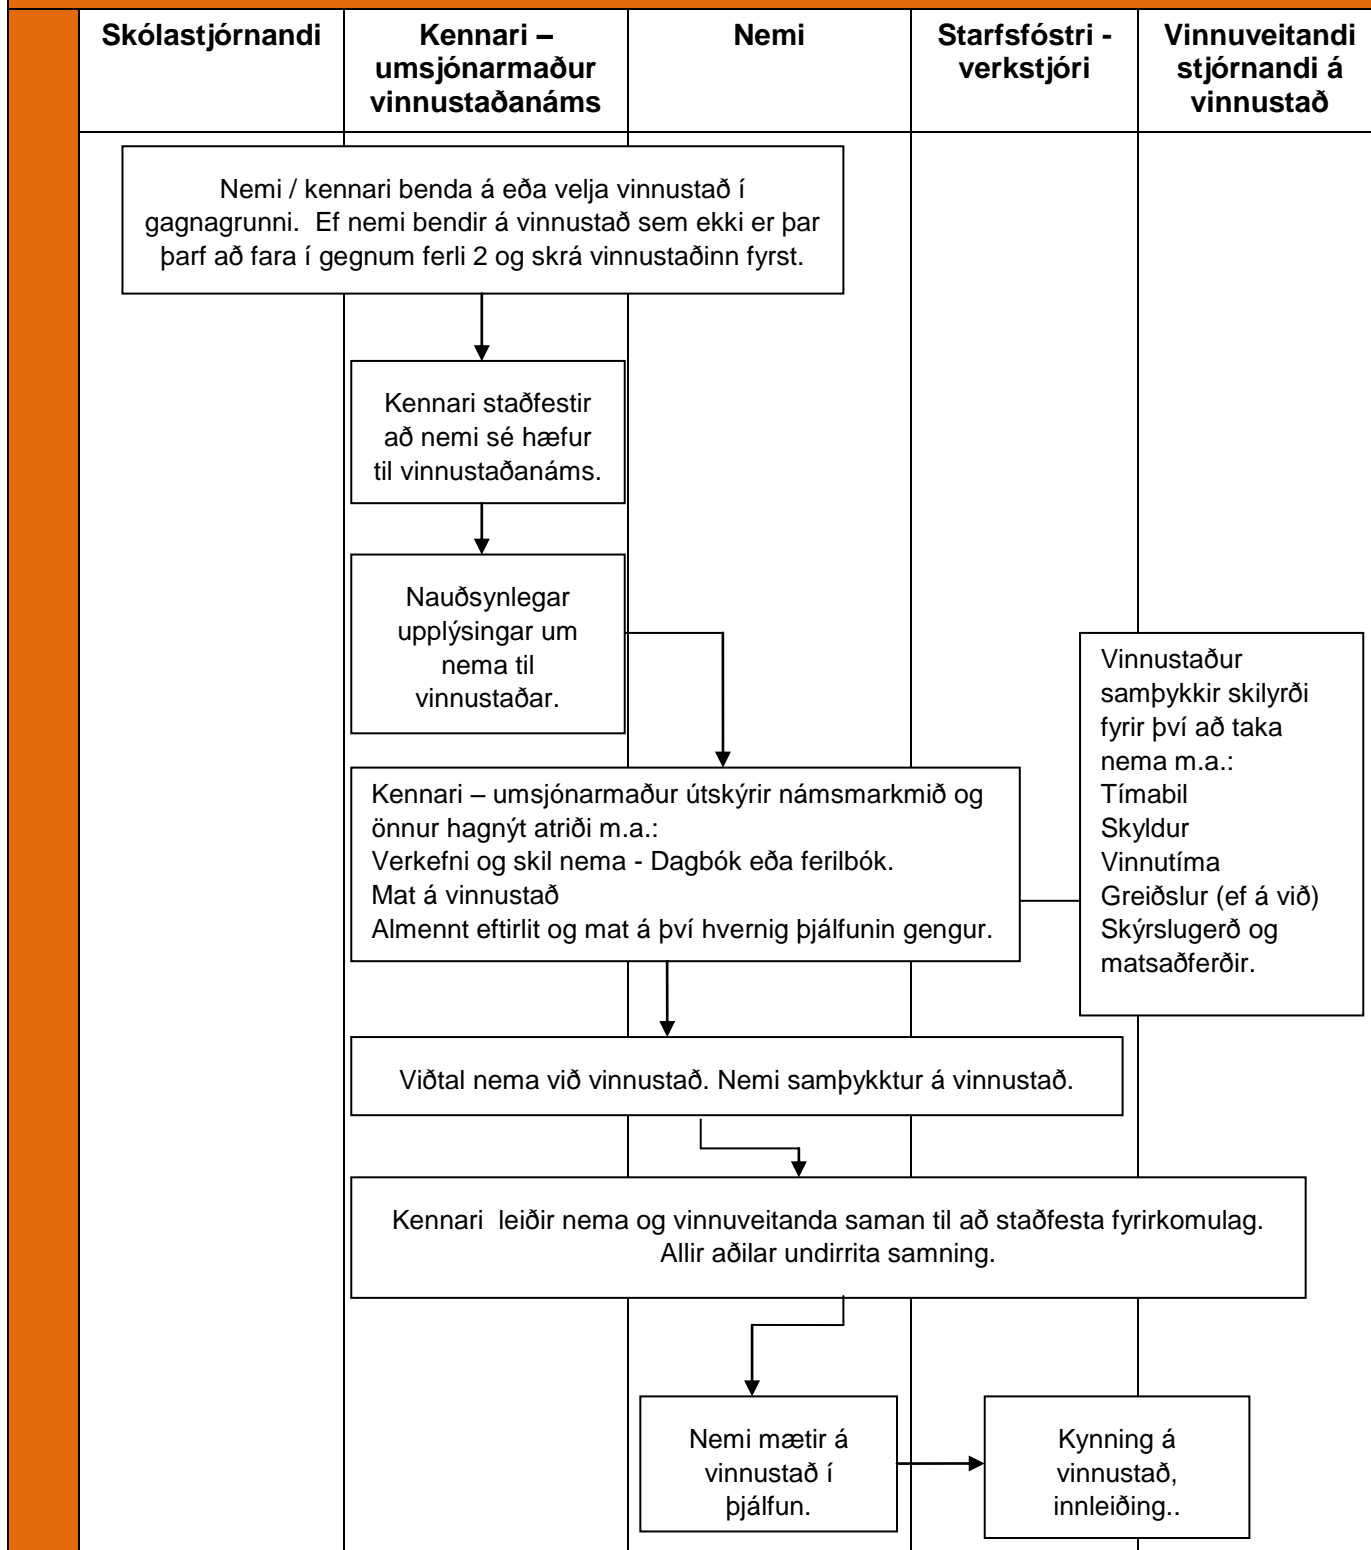 Skólastjórnandi
Kennari –
umsjónarmaður
vinnustaðanáms
Nemi
Starfsfóstri -
verkstjóri
Vinnuveitandi
stjórnandi á
vinnustað
Nemi / kennari benda á eða velja vinnustað í
gagnagrunni.  Ef nemi bendir á vinnustað sem ekki er þar
þarf að fara í gegnum ferli 2 og skrá vinnustaðinn fyrst.
Kennari staðfestir
að nemi sé hæfur
til vinnustaðanáms.
Nauðsynlegar
upplýsingar um
nema til
vinnustaðar.
Vinnustaður
samþykkir skilyrði
fyrir því að taka
nema m.a.:
Tímabil
Skyldur
Vinnutíma
Greiðslur (ef á við)
Skýrslugerð og
matsaðferðir.
Kennari – umsjónarmaður útskýrir námsmarkmið og
önnur hagnýt atriði m.a.:
Verkefni og skil nema - Dagbók eða ferilbók.
Mat á vinnustað
Almennt eftirlit og mat á því hvernig þjálfunin gengur.
Viðtal nema við vinnustað. Nemi samþykktur á vinnustað.
Kennari  leiðir nema og vinnuveitanda saman til að staðfesta fyrirkomulag.
Allir aðilar undirrita samning.
Nemi mætir á
vinnustað í
þjálfun.
Kynning á
vinnustað,
innleiðing..